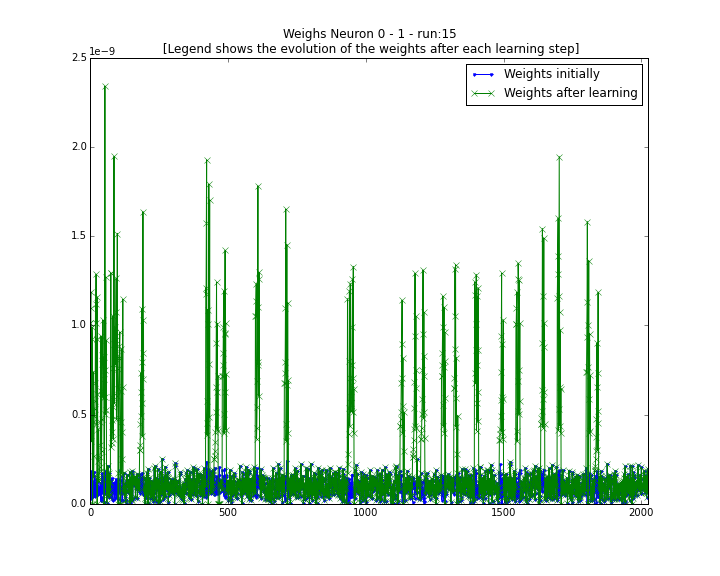 Weighs Neuron 0 - 1 - run:15
[Legend shows the evolution of the weights after each learning step]
1e−9
Weights initially
Weights after learning
2.5
2.0
1.5
1.0
0.5
0.0
0
500
1000
1500
2000